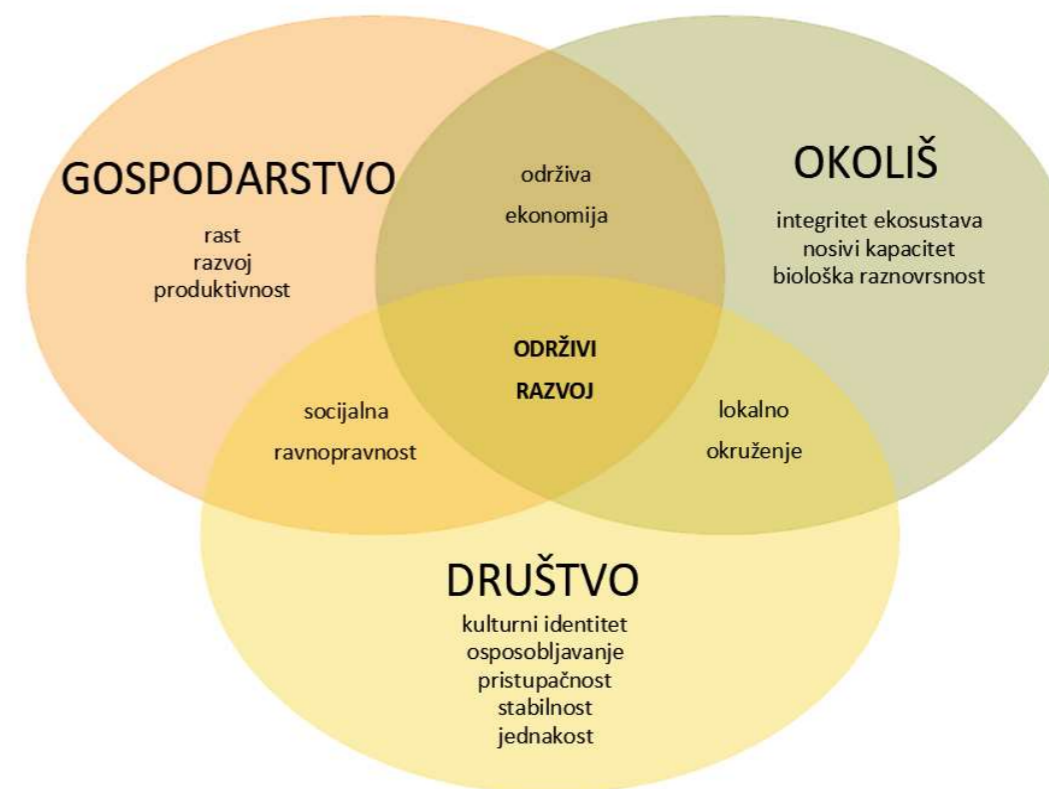 GOSPODARSTVO
rast
razvoj
produktivnost
održiva
ekonomija
OKOLIŠ
integritet ekosustava
nosivi kapacitet
biološka raznovrsnost
ODRŽIVI
RAZVOJ
socijalna
ravnopravnost
lokalno
okruženje
DRUŠTVO
kulturni identitet
osposobljavanje
pristupačnost
stabilnost
jednakost